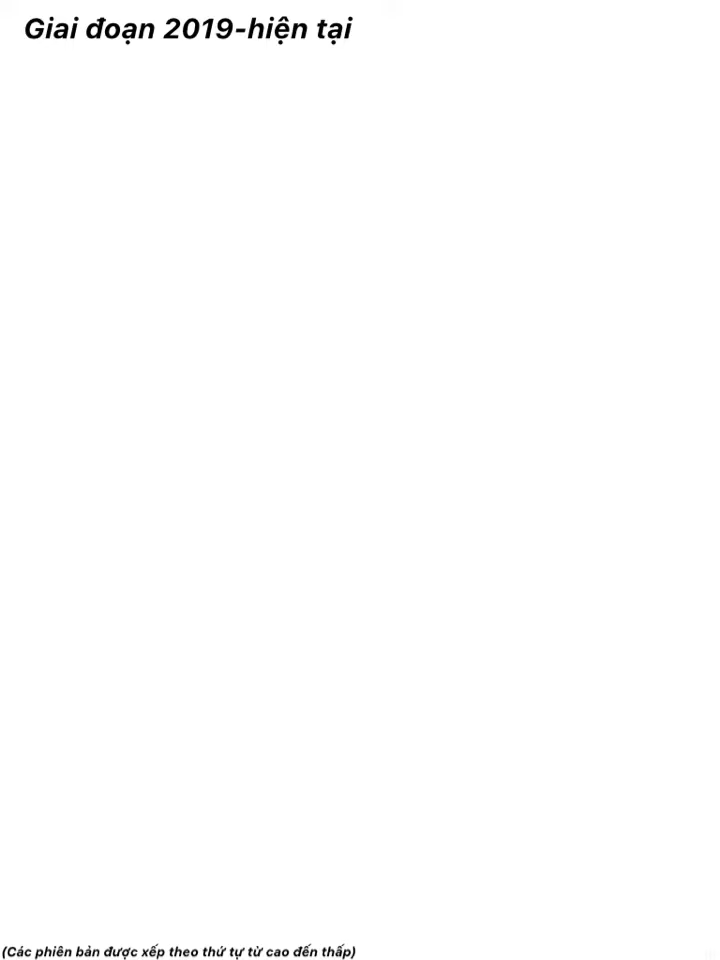 Giai đoạn 2019-hiện tại
(Các phiên bản được xếp theo thứ tự từ cao đến thấp)